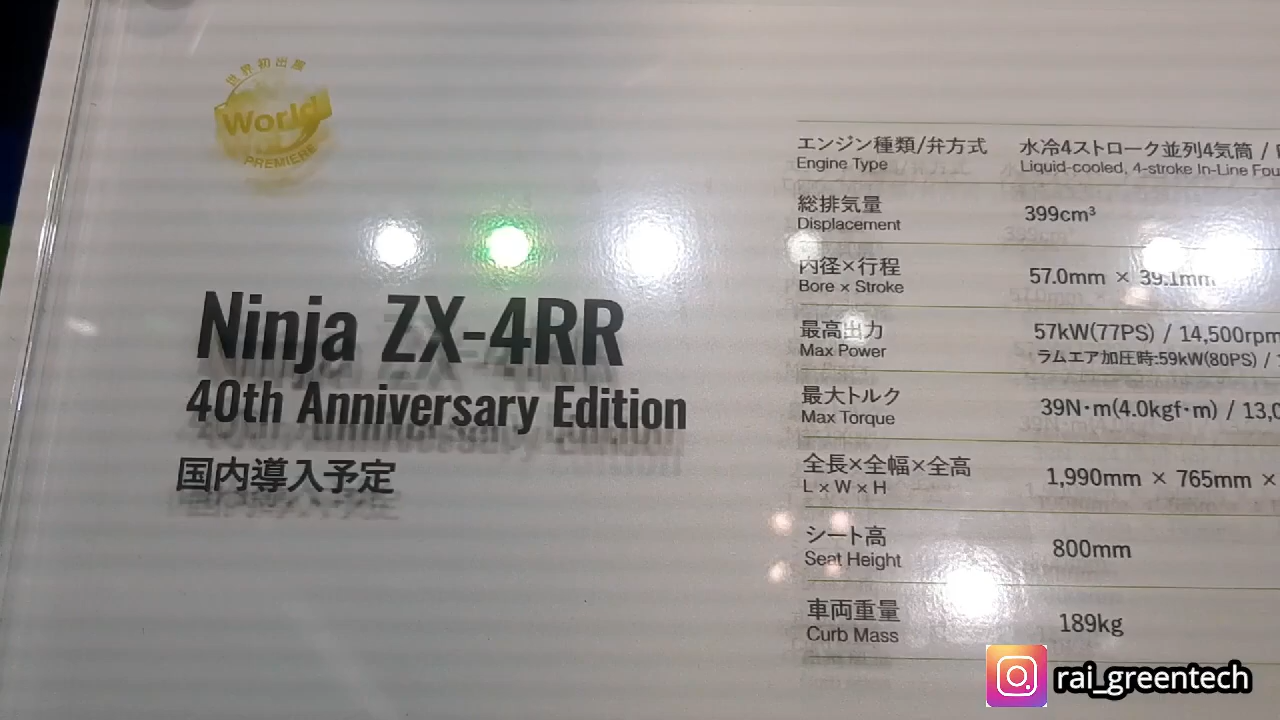 世界初出展
World
PREMIERE
Ninja ZX-4RR
40th Anniversary Edition
国内導入予定
エンジン種類/弁方式 水冷4ストローク並列4気筒 /
Engine Type Liquid-cooled, 4-stroke In-Line
総排気量 399cm³
Displacement
内径×行程 57.0mm × 39.1mm
Bore × Stroke
最高出力 57kW(77PS) / 14,500rpm
Max Power ラムエア加圧時:59kW(80PS) /
最大トルク 39N・m(4.0kgf・m) / 13,0
Max Torque
全長×全幅×全高 1,990mm × 765mm ×
L × W × H
シート高 800mm
Seat Height
車両重量 189kg
Curb Mass
rai_greentech